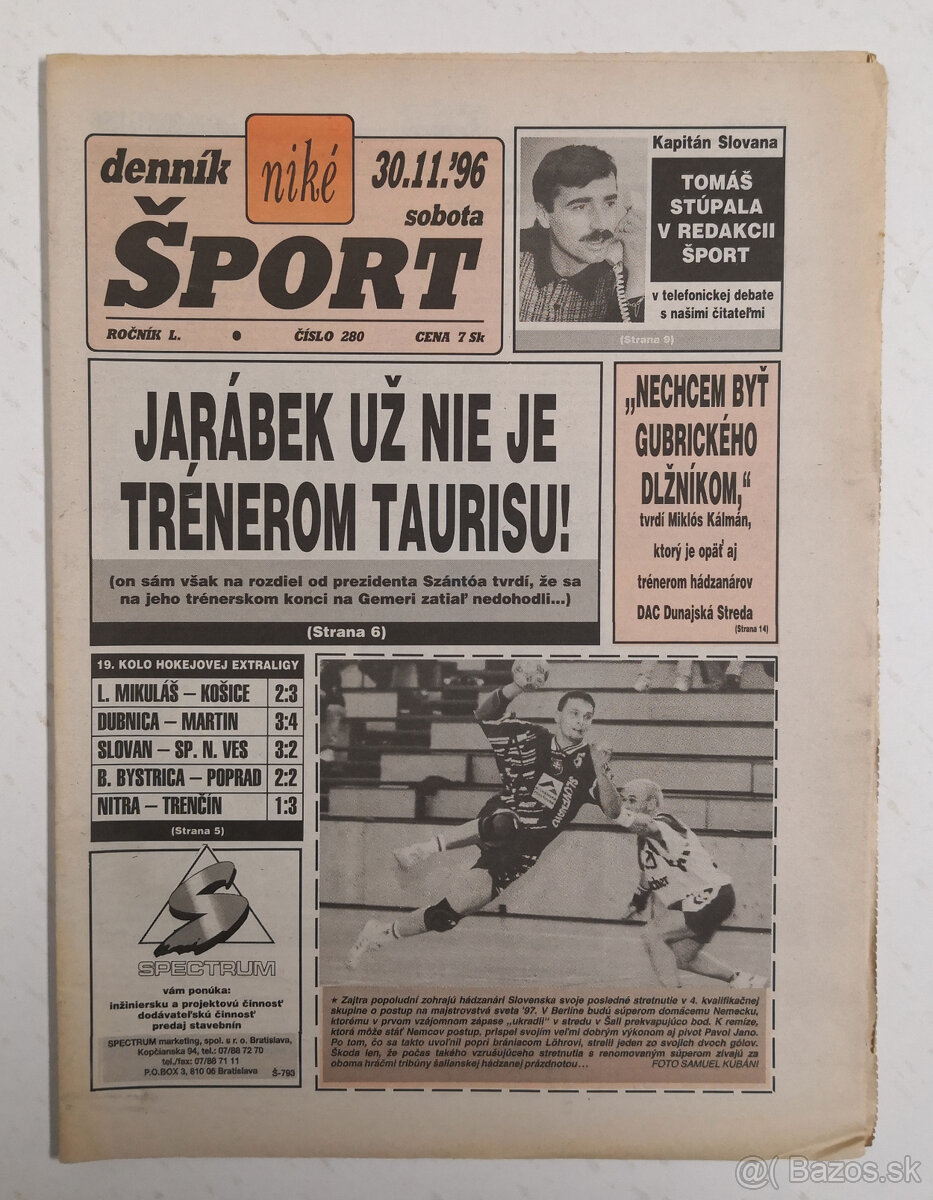 denník
niké
30.11.'96
sobota
ŠPORT
ROČNÍK L. • ČÍSLO 280 CENA 7 Sk
Kapitán Slovana
TOMÁŠ
STÚPALA
V REDAKCII
ŠPORT
v telefonickej debate
s našimi čitateľmi
(Strana 9)
JARÁBEK UŽ NIE JE
TRÉNEROM TAURISU!
(on sám však na rozdiel od prezidenta Szántóa tvrdí, že sa
na jeho trénerskom konci na Gemeri zatiaľ nedohodli...)
(Strana 6)
„NECHCEM BYŤ
GUBRICKÉHO
DLŽNÍKOM,“
tvrdí Miklós Kálmán,
ktorý je opäť aj
trénerom hádzanárov
DAC Dunajská Streda
(Strana 14)
19. KOLO HOKEJOVEJ EXTRALIGY
L. MIKULÁŠ – KOŠICE 2:3
DUBNICA – MARTIN 3:4
SLOVAN – SP. N. VES 3:2
B. BYSTRICA – POPRAD 2:2
NITRA – TRENČÍN 1:3
(Strana 5)
SPECTRUM
vám ponúka:
inžiniersku a projektovú činnosť
dodávateľskú činnosť
predaj stavebnín
SPECTRUM marketing, spol. s r. o. Bratislava,
Kopčianska 94, tel.: 07/88 72 70
tel./fax: 07/88 71 11
P.O.BOX 3, 810 05 Bratislava Š-793
★ Zajtra popoludní zohrajú hádzanári Slovenska svoje posledné stretnutie v 4. kvalifikačnej
skupine o postup na majstrovstvá sveta '97. V Berlíne budú súperom domácemu Nemecku,
ktorému v prvom vzájomnom zápase „ukradli“ v stredu v Šali prekvapujúco bod. K remíze,
ktorá môže stáť Nemcov postup, prispel svojím veľmi dobrým výkonom aj pivot Pavol Jano.
Po tom, čo sa takto uvoľnil popri brániacom Löhrovi, strelil jeden zo svojich dvoch gólov.
Škoda len, že počas takého vzrušujúceho stretnutia s renomovaným súperom zívajú za
oboma hráčmi tribúny šalianskej hádzanej prázdnotou... FOTO SAMUEL KUBÁNI
@( Bazos.sk